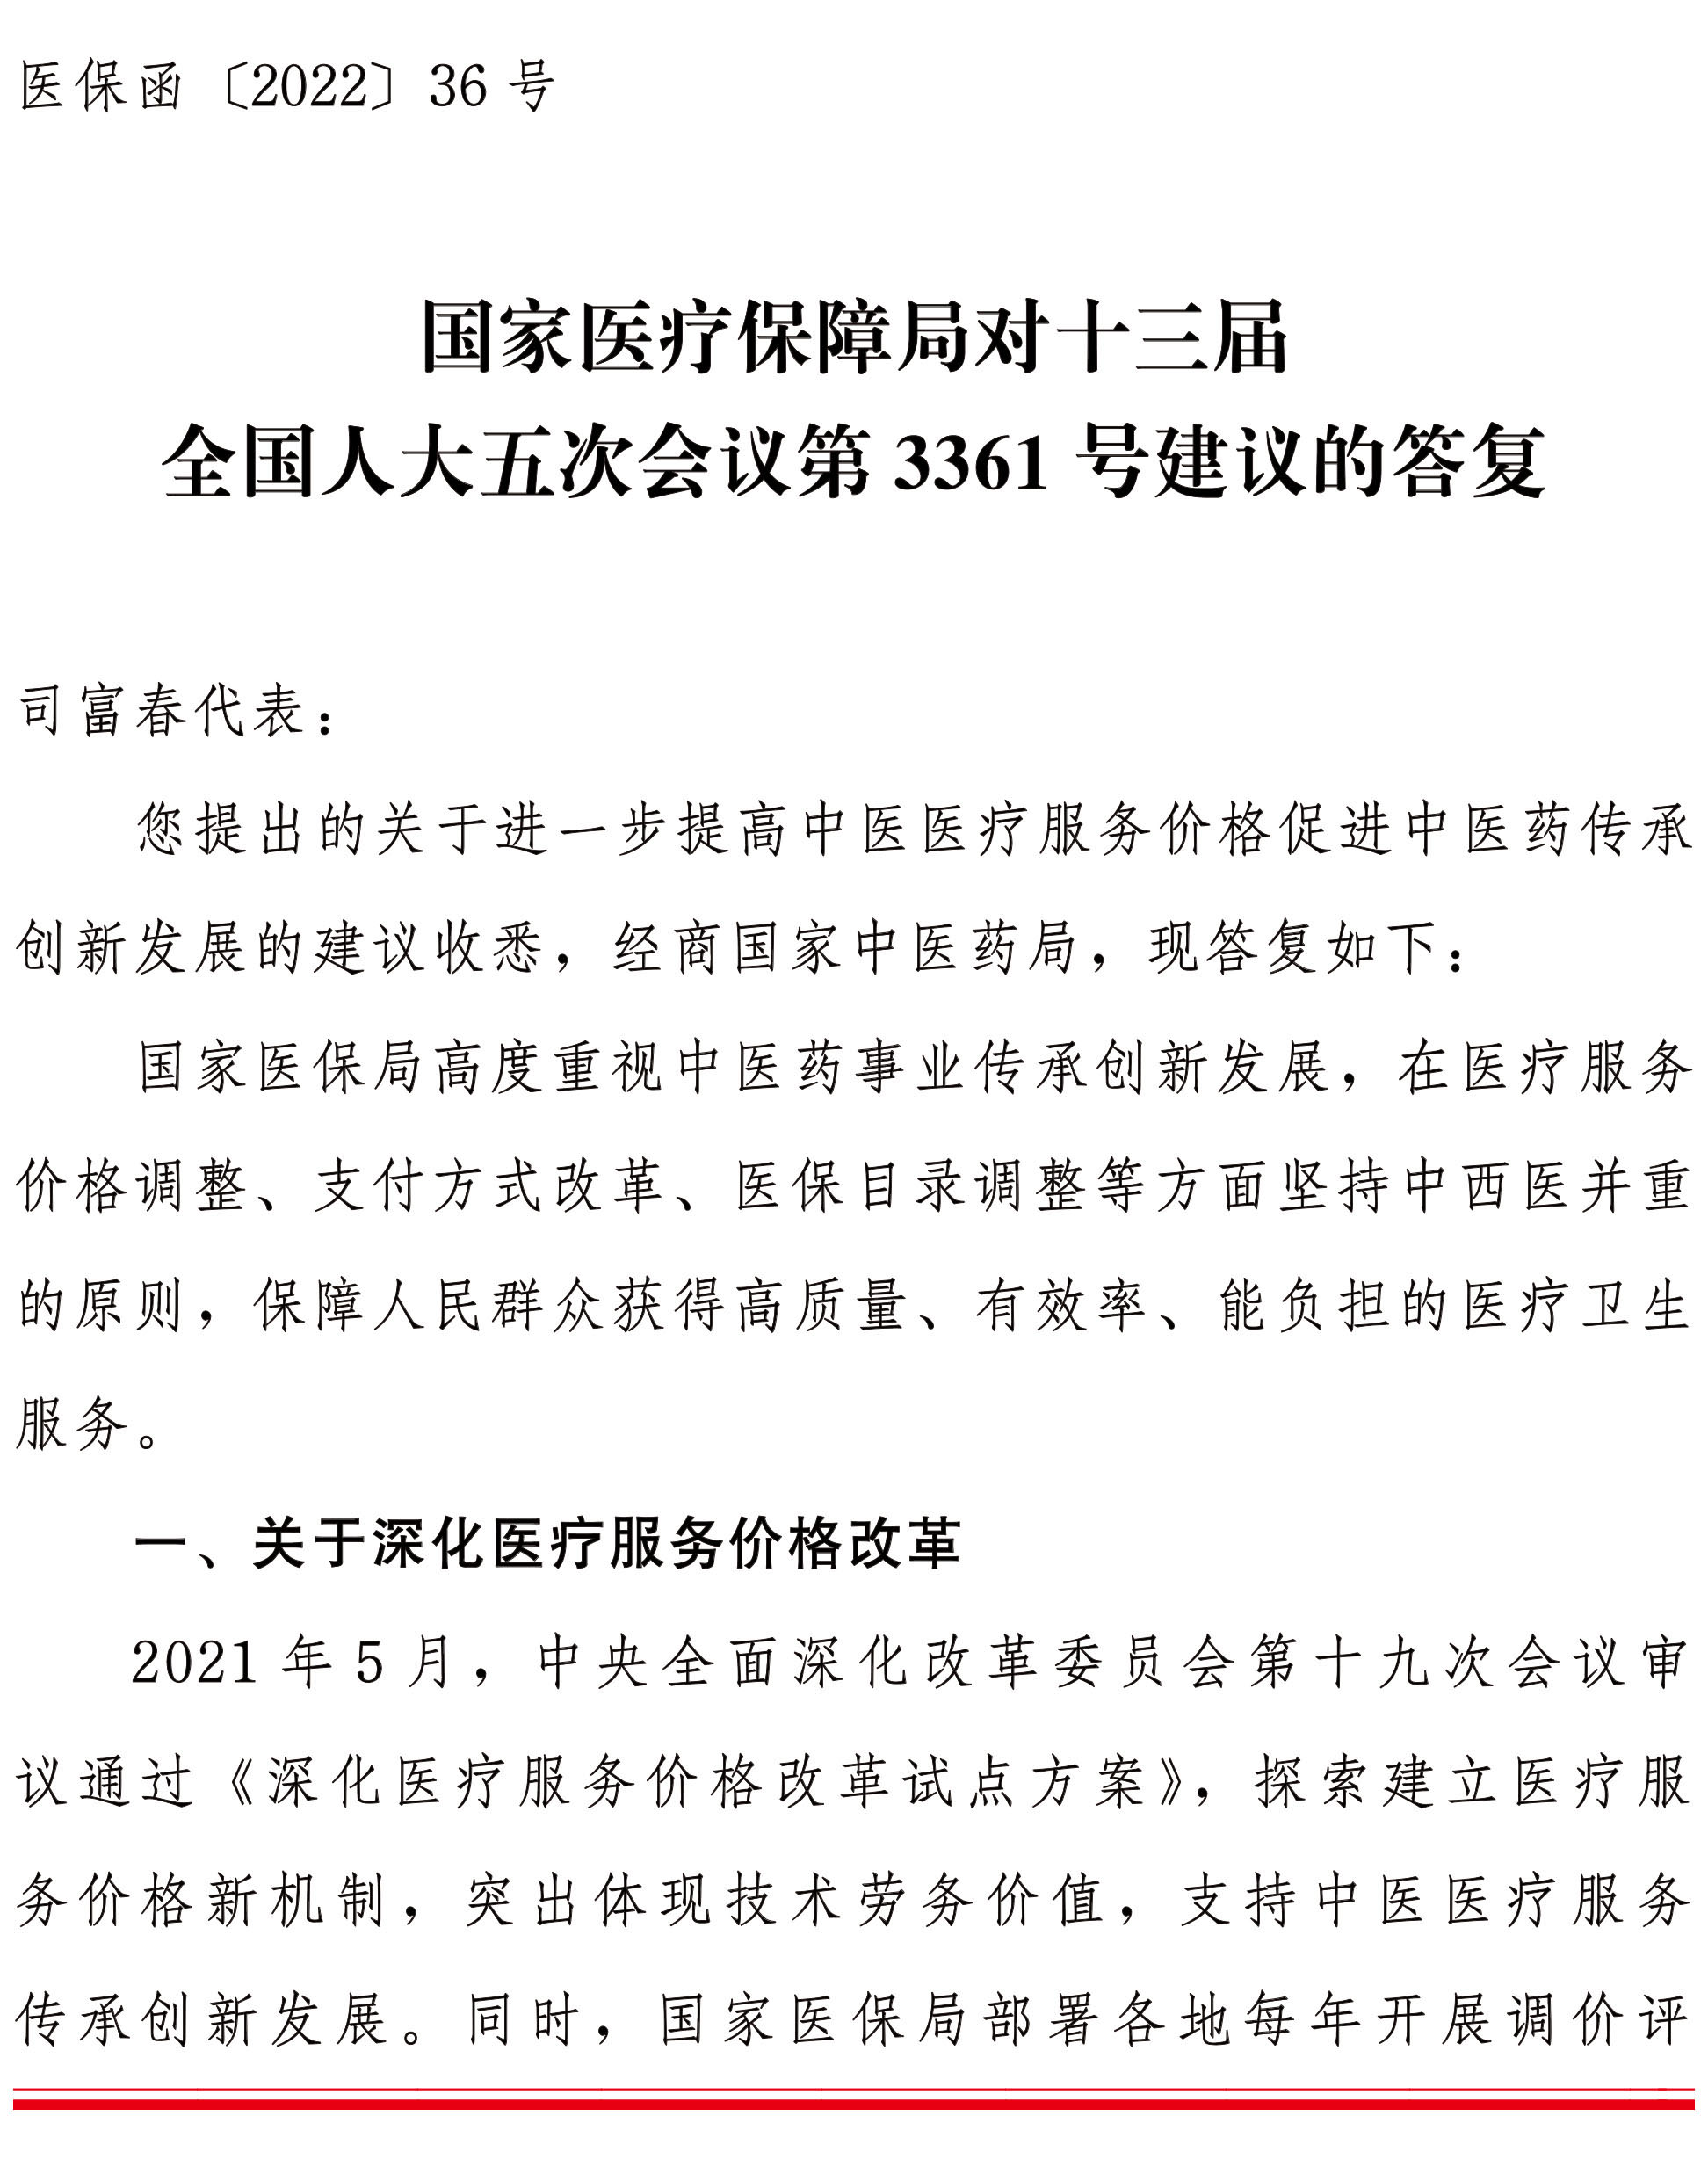 医保函〔2022〕36 号
国家医疗保障局对十三届
全国人大五次会议第 3361 号建议的答复
司富春代表：
您提出的关于进一步提高中医医疗服务价格促进中医药传承
创新发展的建议收悉，经商国家中医药局，现答复如下：
国家医保局高度重视中医药事业传承创新发展，在医疗服务
价格调整、支付方式改革、医保目录调整等方面坚持中西医并重
的原则，保障人民群众获得高质量、有效率、能负担的医疗卫生
服务。
一、关于深化医疗服务价格改革
2021 年 5 月，中央全面深化改革委员会第十九次会议审
议通过《深化医疗服务价格改革试点方案》，探索建立医疗服
务价格新机制，突出体现技术劳务价值，支持中医医疗服务
传承创新发展。同时，国家医保局部署各地每年开展调价评